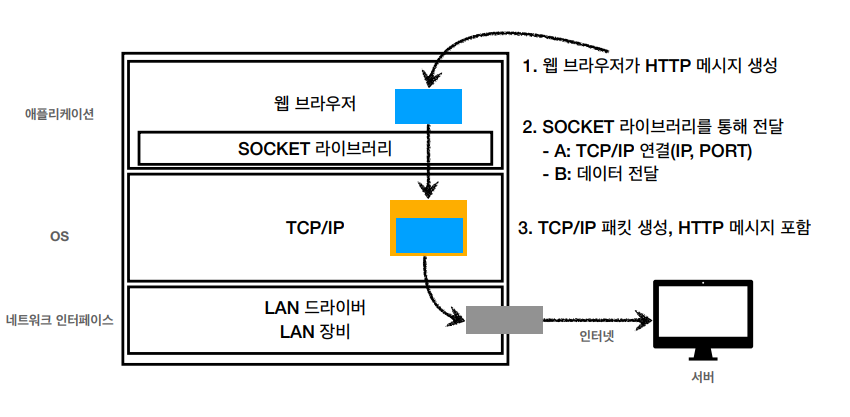 1. 웹 브라우저가 HTTP 메시지 생성
애플리케이션
웹 브라우저
SOCKET 라이브러리
2. SOCKET 라이브러리를 통해 전달
- A: TCP/IP 연결(IP, PORT)
- B: 데이터 전달
OS
TCP/IP
3. TCP/IP 패킷 생성, HTTP 메시지 포함
네트워크 인터페이스
LAN 드라이버
LAN 장비
인터넷
서버